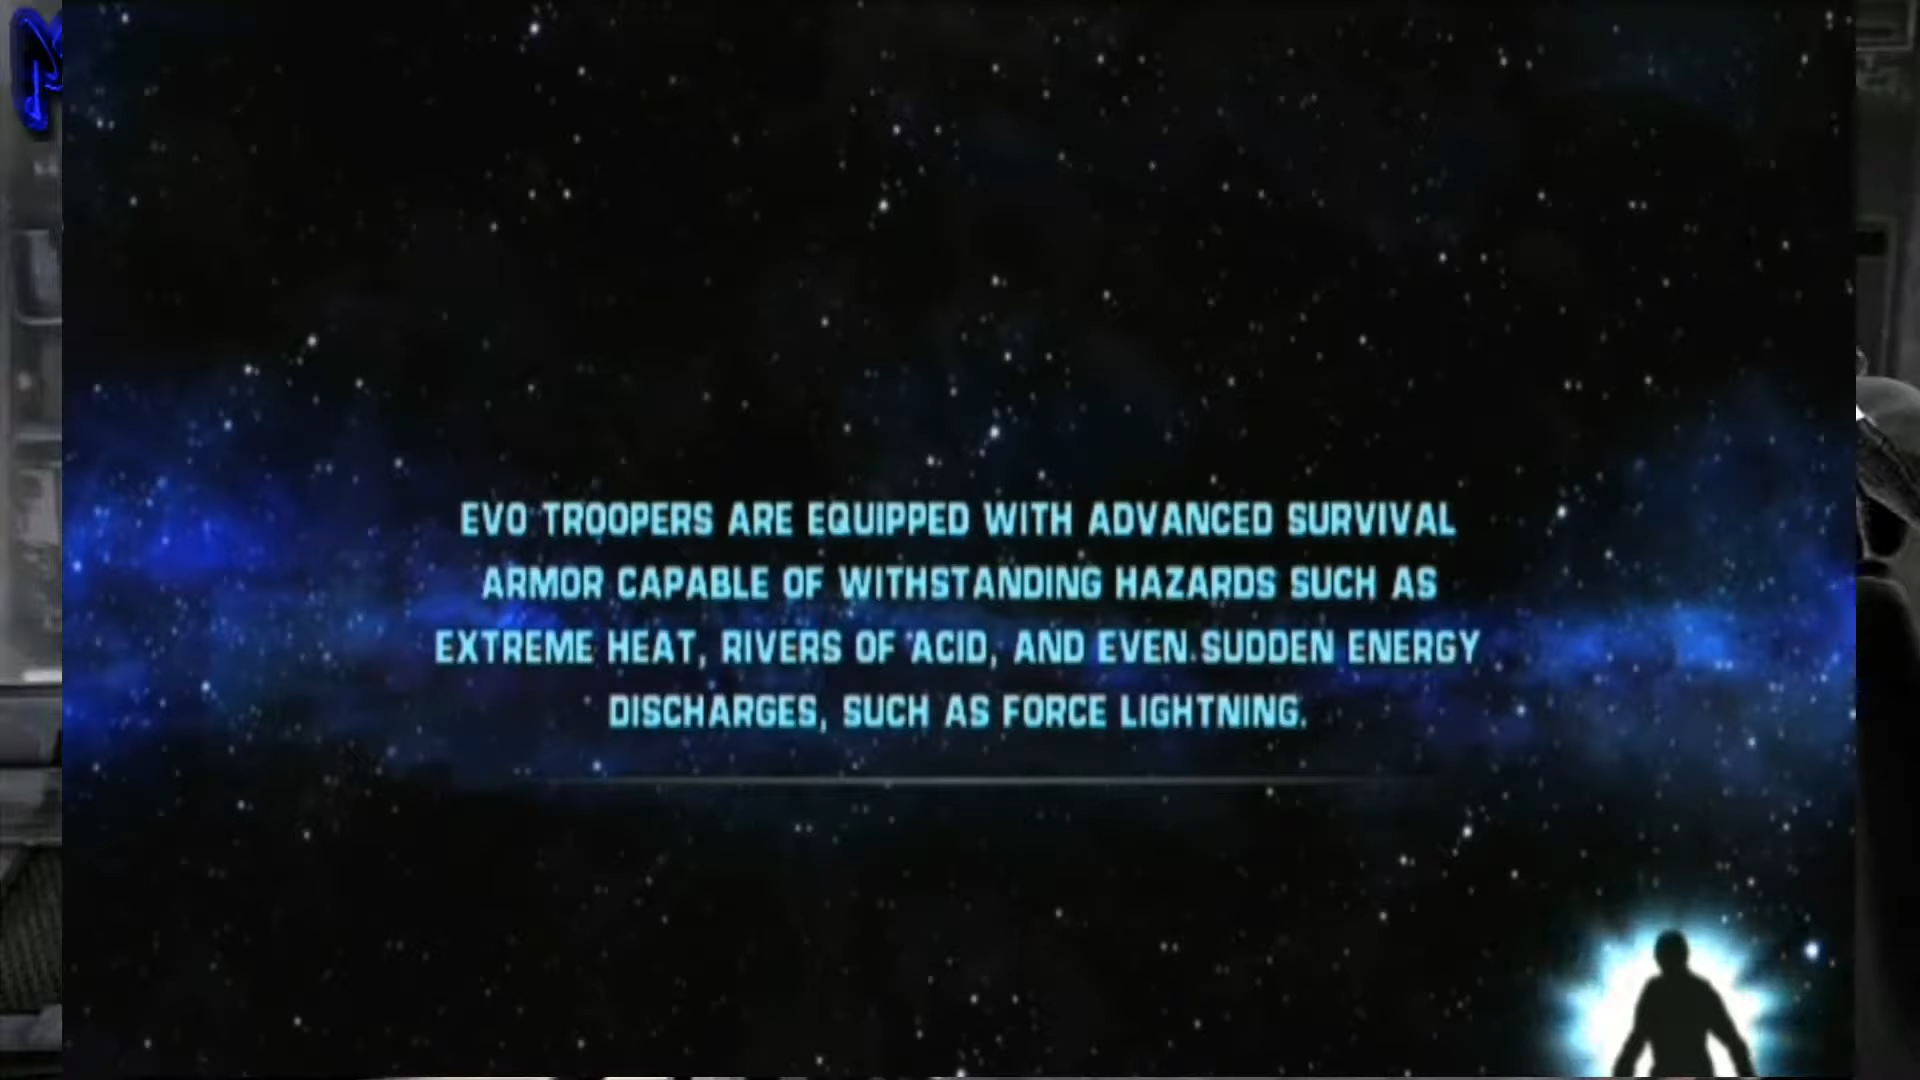 EVO TROOPERS ARE EQUIPPED WITH ADVANCED SURVIVAL
ARMOR CAPABLE OF WITHSTANDING HAZARDS SUCH AS
EXTREME HEAT, RIVERS OF ACID, AND EVEN SUDDEN ENERGY
DISCHARGES, SUCH AS FORCE LIGHTNING.